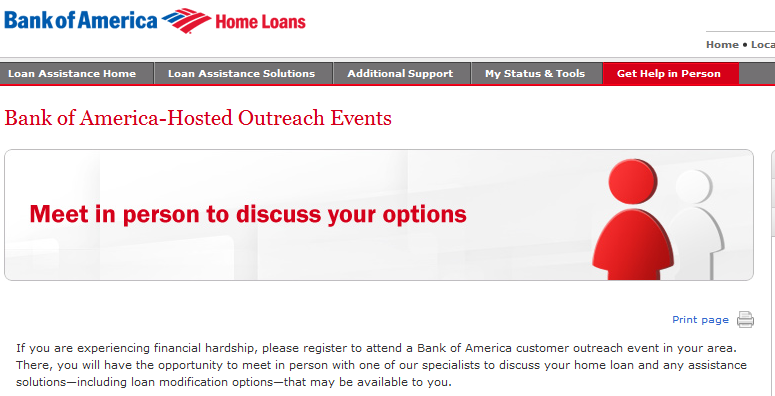 Bank of America Home Loans
Home • Loca
Loan Assistance Home Loan Assistance Solutions Additional Support My Status & Tools Get Help in Person
Bank of America-Hosted Outreach Events
Meet in person to discuss your options
Print page
If you are experiencing financial hardship, please register to attend a Bank of America customer outreach event in your area.
There, you will have the opportunity to meet in person with one of our specialists to discuss your home loan and any assistance
solutions—including loan modification options—that may be available to you.